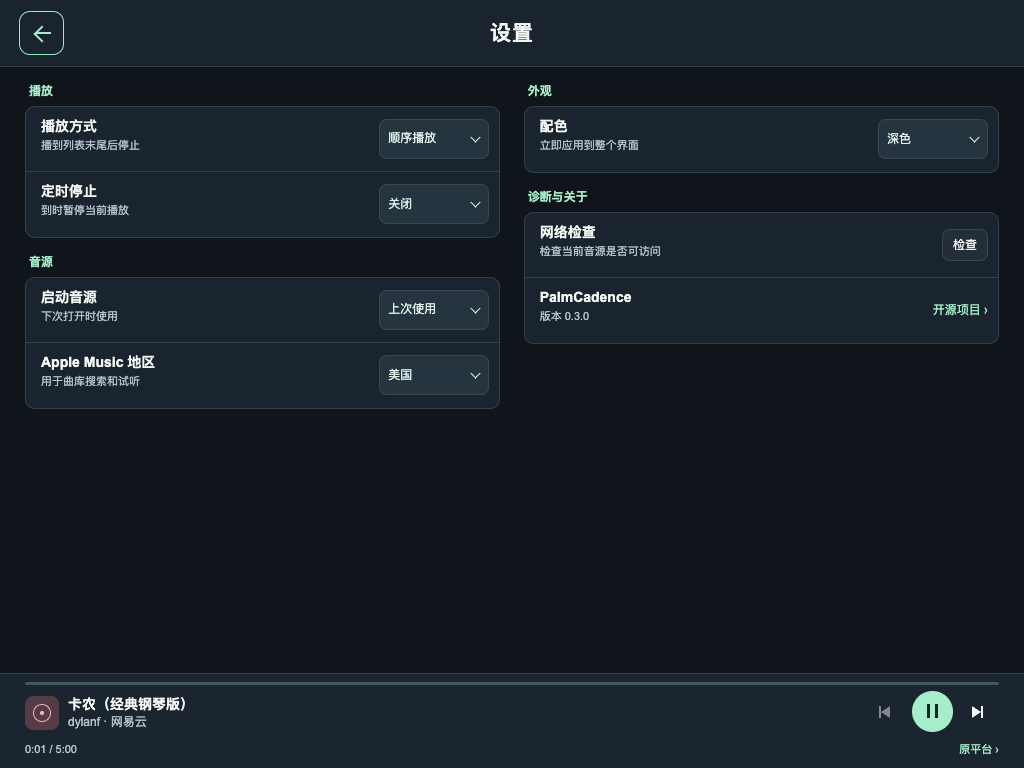 设置
播放
播放方式
播到列表末尾后停止
顺序播放
定时停止
到时暂停当前播放
关闭
音源
启动音源
下次打开时使用
上次使用
Apple Music 地区
用于曲库搜索和试听
美国
外观
配色
立即应用到整个界面
深色
诊断与关于
网络检查
检查当前音源是否可访问
检查
PalmCadence
版本 0.3.0
开源项目 ›
卡农（经典钢琴版）
dylanf · 网易云
0:01 / 5:00
原平台 ›